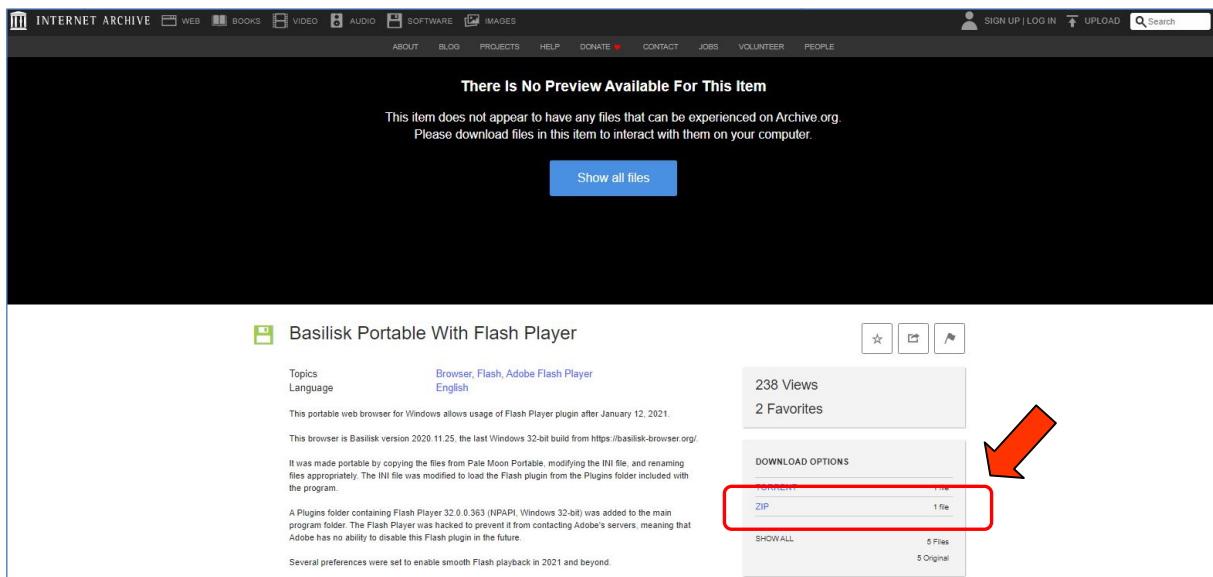 INTERNET ARCHIVE WEB BOOKS VIDEO AUDIO SOFTWARE IMAGES SIGN UP | LOG IN UPLOAD Search
ABOUT BLOG PROJECTS HELP DONATE CONTACT JOBS VOLUNTEER PEOPLE
There Is No Preview Available For This Item
This item does not appear to have any files that can be experienced on Archive.org.
Please download files in this item to interact with them on your computer.
Show all files
Basilisk Portable With Flash Player
Topics Browser, Flash, Adobe Flash Player
Language English
This portable web browser for Windows allows usage of Flash Player plugin after January 12, 2021.
This browser is Basilisk version 2020.11.25, the last Windows 32-bit build from https://basilisk-browser.org/.
It was made portable by copying the files from Pale Moon Portable, modifying the INI file, and renaming
files appropriately. The INI file was modified to load the Flash plugin from the Plugins folder included with
the program.
A Plugins folder containing Flash Player 32.0.0.363 (NPAPI, Windows 32-bit) was added to the main
program folder. The Flash Player was hacked to prevent it from contacting Adobe's servers, meaning that
Adobe has no ability to disable this Flash plugin in the future.
Several preferences were set to enable smooth Flash playback in 2021 and beyond.
238 Views
2 Favorites
DOWNLOAD OPTIONS
TORRENT 1 file
ZIP 1 file
SHOW ALL 5 Files
5 Original